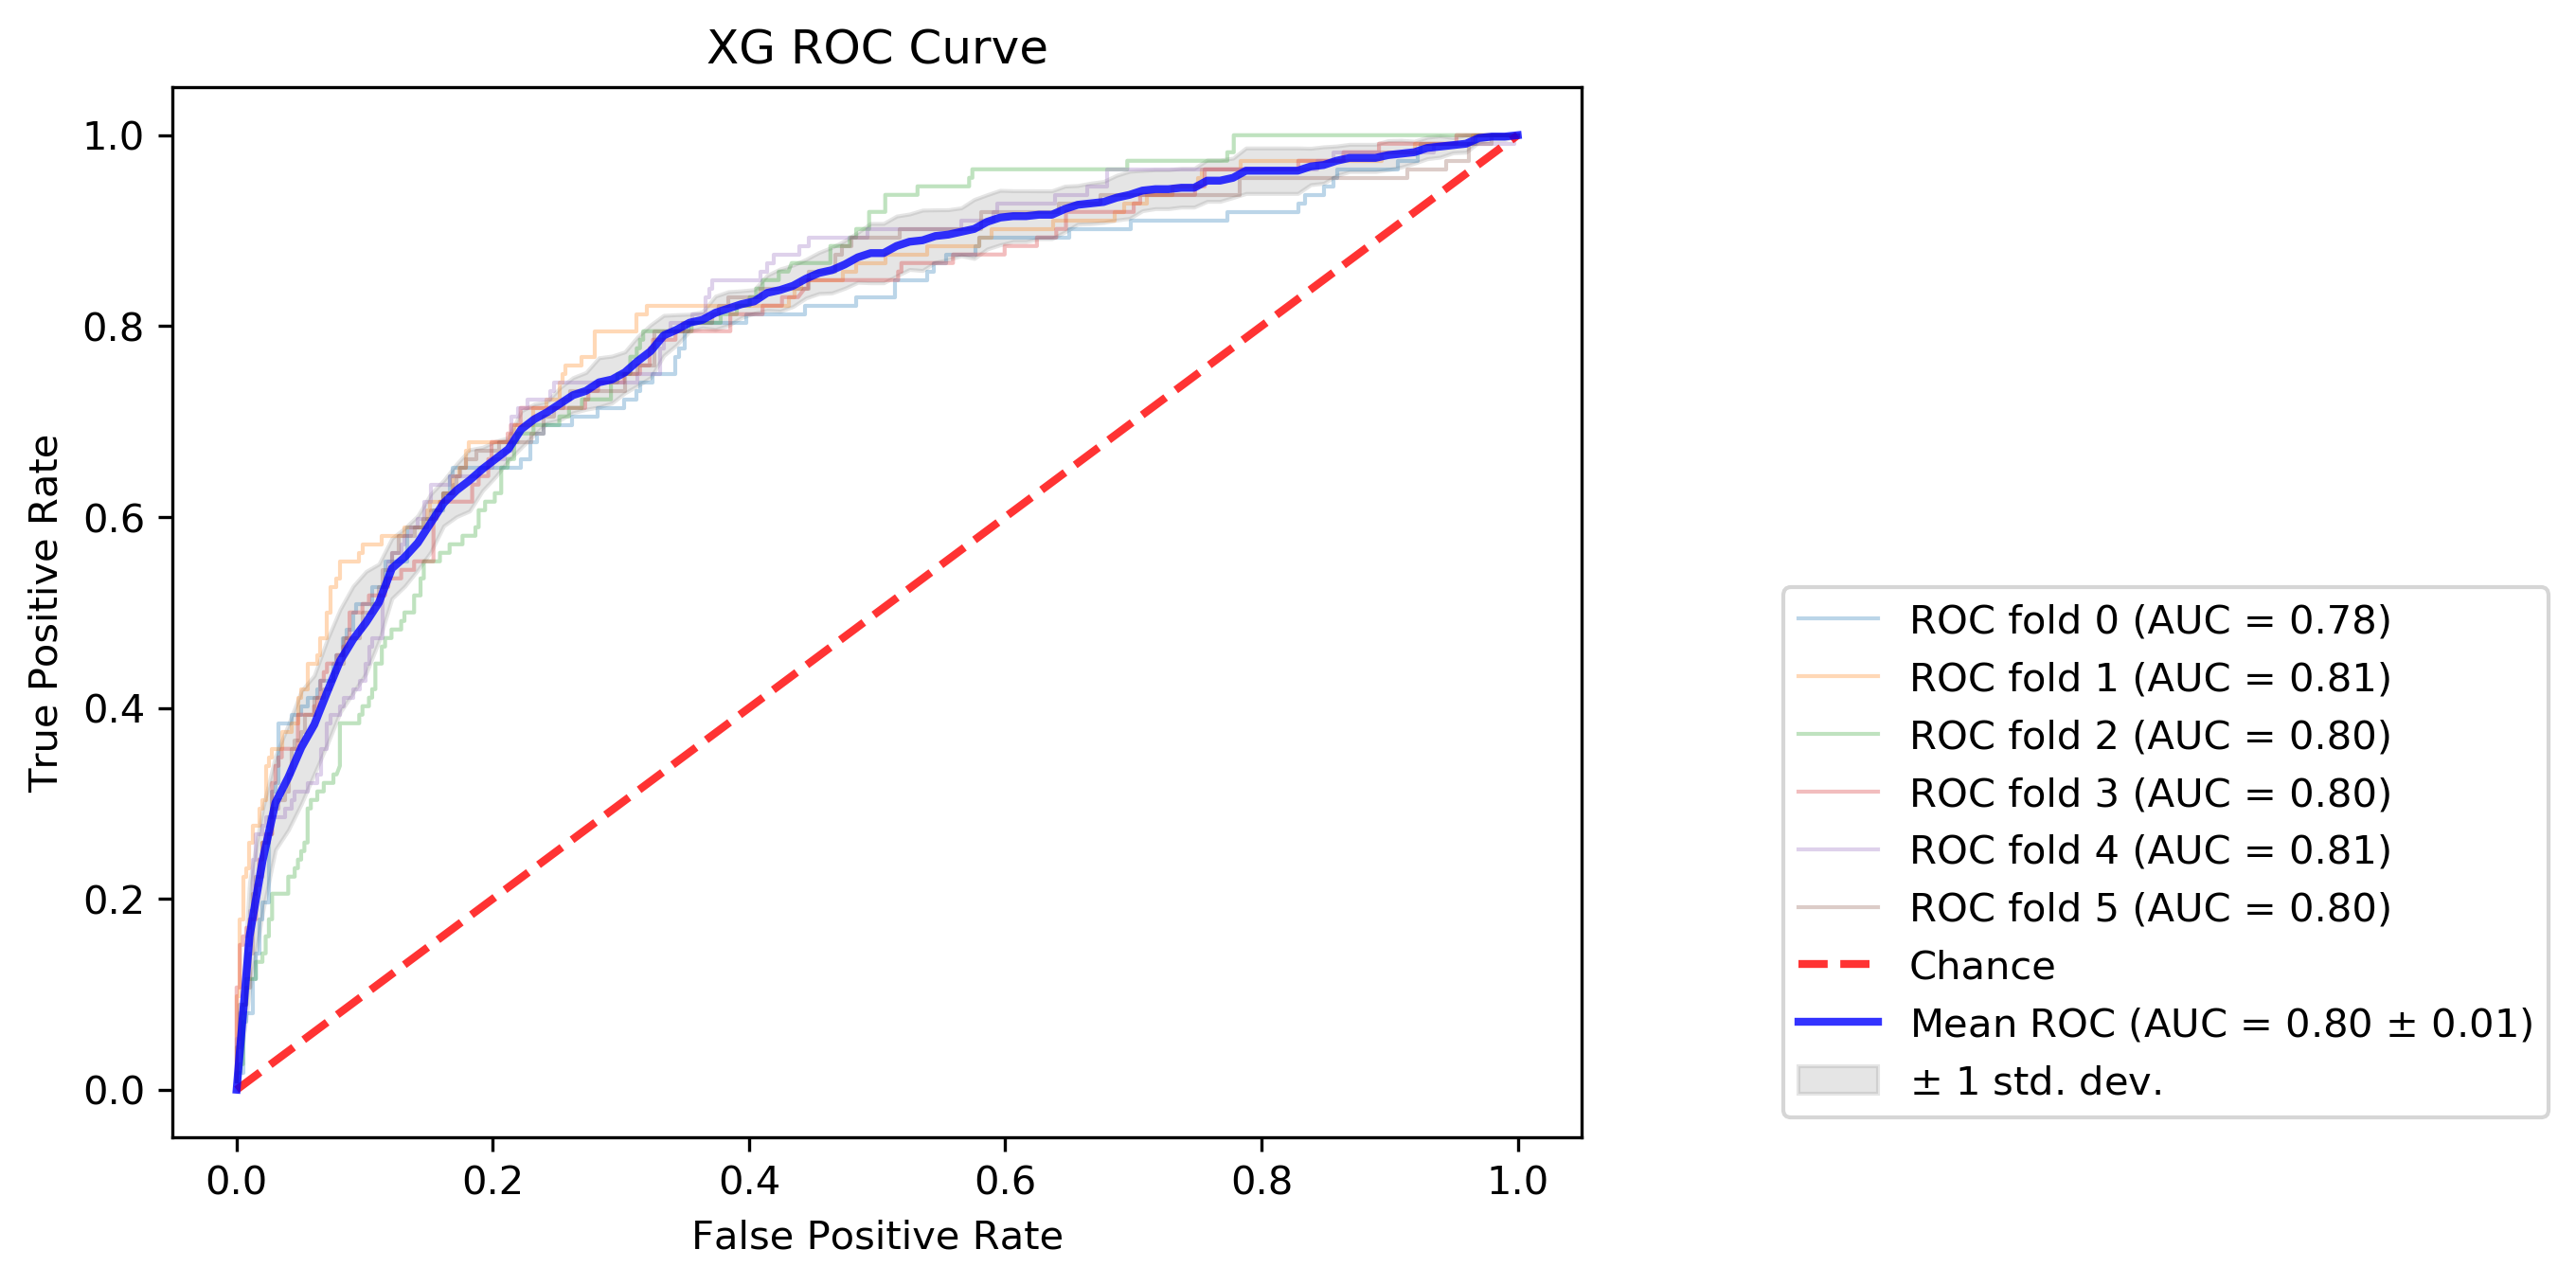 XG ROC Curve
True Positive Rate
1.0
0.8
0.6
0.4
0.2
0.0
0.0 0.2 0.4 0.6 0.8 1.0
False Positive Rate
ROC fold 0 (AUC = 0.78)
ROC fold 1 (AUC = 0.81)
ROC fold 2 (AUC = 0.80)
ROC fold 3 (AUC = 0.80)
ROC fold 4 (AUC = 0.81)
ROC fold 5 (AUC = 0.80)
Chance
Mean ROC (AUC = 0.80 ± 0.01)
± 1 std. dev.